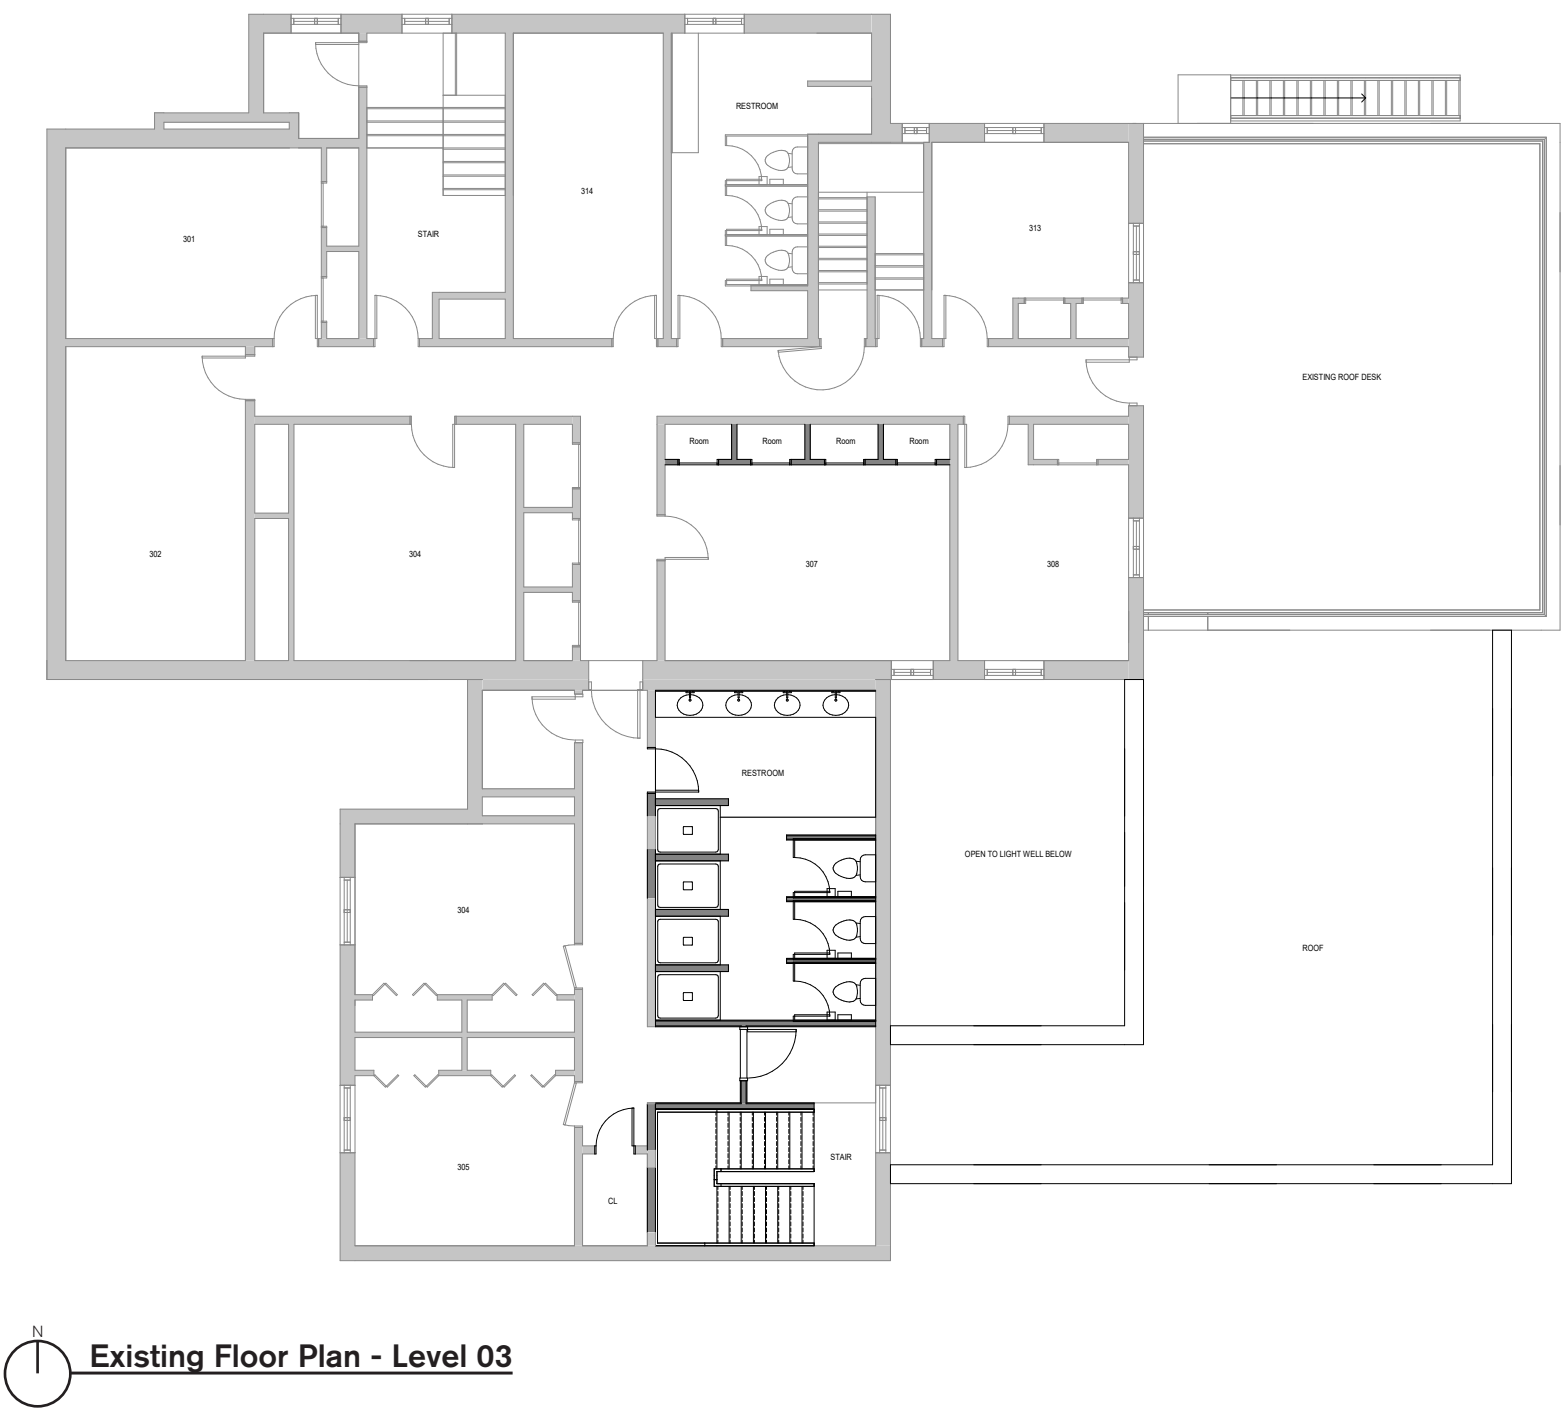 RESTROOM
314
313
STAIR
301
EXISTING ROOF DESK
Room
Room
Room
Room
302
304
307
308
RESTROOM
OPEN TO LIGHT WELL BELOW
304
ROOF
STAIR
305
CL
N
Existing Floor Plan - Level 03